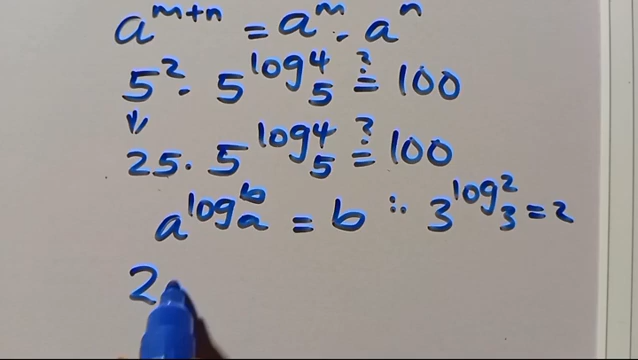 a^{m+n} = a^m · a^n
5^2 · 5^{log_5^4} ≟ 100
⇓
25 · 5^{log_5^4} ≟ 100
a^{log_a^b} = b ∴ 3^{log_3^2} = 2
2